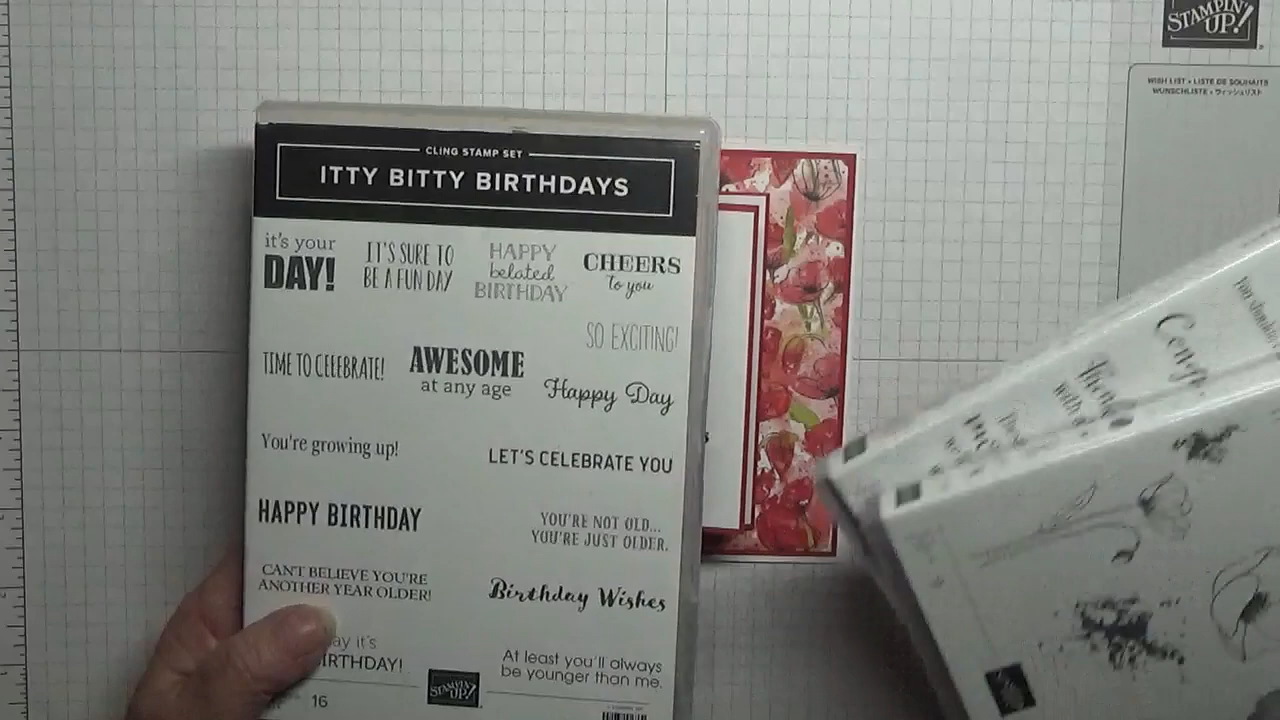 STAMPIN' UP!
WISH LIST • LISTE DE SOUHAITS
WUNSCHLISTE • ウィッシュリスト
CLING STAMP SET
ITTY BITTY BIRTHDAYS
it's your
DAY!
IT'S SURE TO
BE A FUN DAY
HAPPY
belated
BIRTHDAY
CHEERS
to you
SO EXCITING!
TIME TO CELEBRATE!
AWESOME
at any age
Happy Day
You're growing up!
LET'S CELEBRATE YOU
HAPPY BIRTHDAY
YOU'RE NOT OLD...
YOU'RE JUST OLDER.
CAN'T BELIEVE YOU'RE
ANOTHER YEAR OLDER!
Birthday Wishes
ay it's
IRTHDAY!
At least you'll always
be younger than me.
16
STAMPIN' UP!